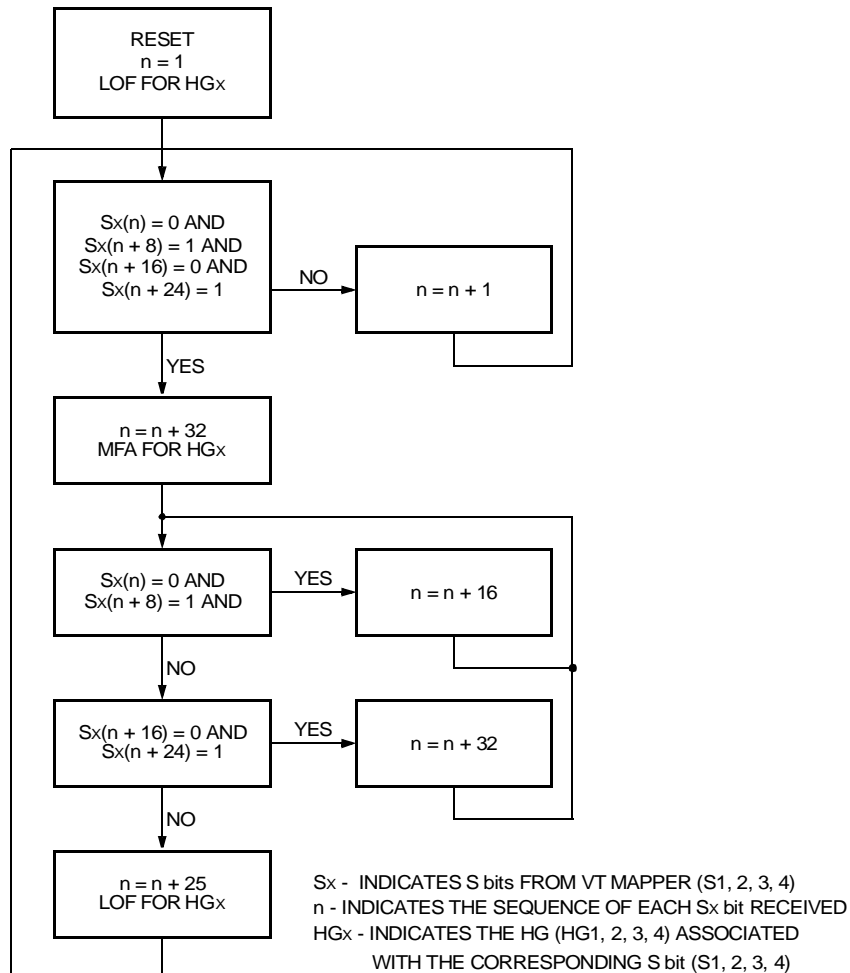 RESET
n = 1
LOF FOR HGx
Sx(n) = 0 AND
Sx(n + 8) = 1 AND
Sx(n + 16) = 0 AND
Sx(n + 24) = 1
NO
n = n + 1
YES
n = n + 32
MFA FOR HGx
Sx(n) = 0 AND
Sx(n + 8) = 1 AND
YES
n = n + 16
NO
Sx(n + 16) = 0 AND
Sx(n + 24) = 1
YES
n = n + 32
NO
n = n + 25
LOF FOR HGx
Sx - INDICATES S bits FROM VT MAPPER (S1, 2, 3, 4)
n - INDICATES THE SEQUENCE OF EACH Sx bit RECEIVED
HGx - INDICATES THE HG (HG1, 2, 3, 4) ASSOCIATED
WITH THE CORRESPONDING S bit (S1, 2, 3, 4)